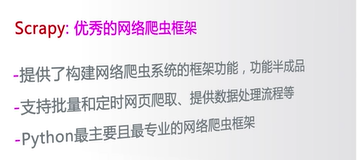 Scrapy: 优秀的网络爬虫框架
-提供了构建网络爬虫系统的框架功能，功能半成品
-支持批量和定时网页爬取、提供数据处理流程等
-Python最主要且最专业的网络爬虫框架